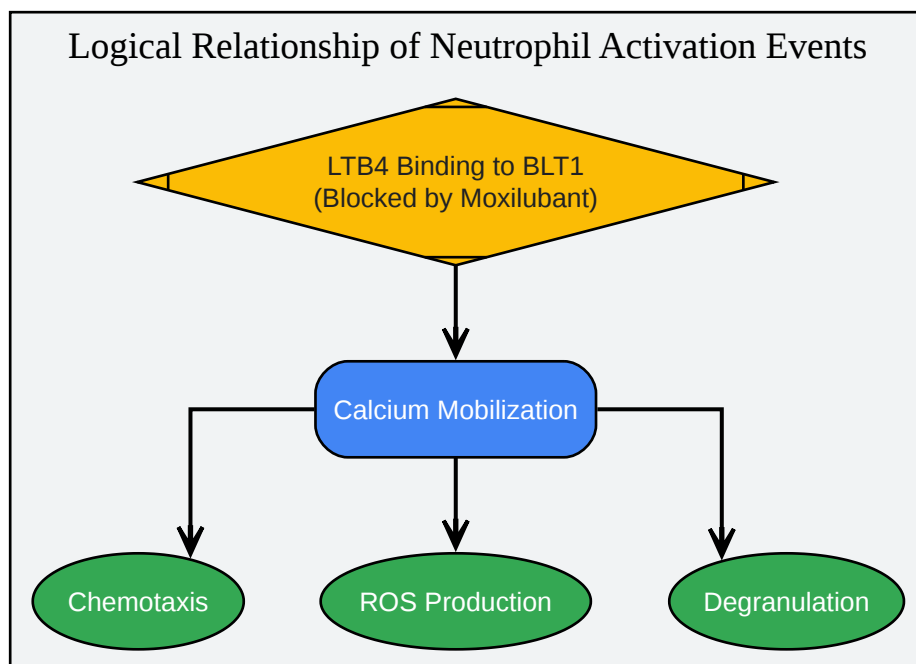 Logical Relationship of Neutrophil Activation Events
LTB4 Binding to BLT1
(Blocked by Moxilubant)
Calcium Mobilization
Chemotaxis
ROS Production
Degranulation